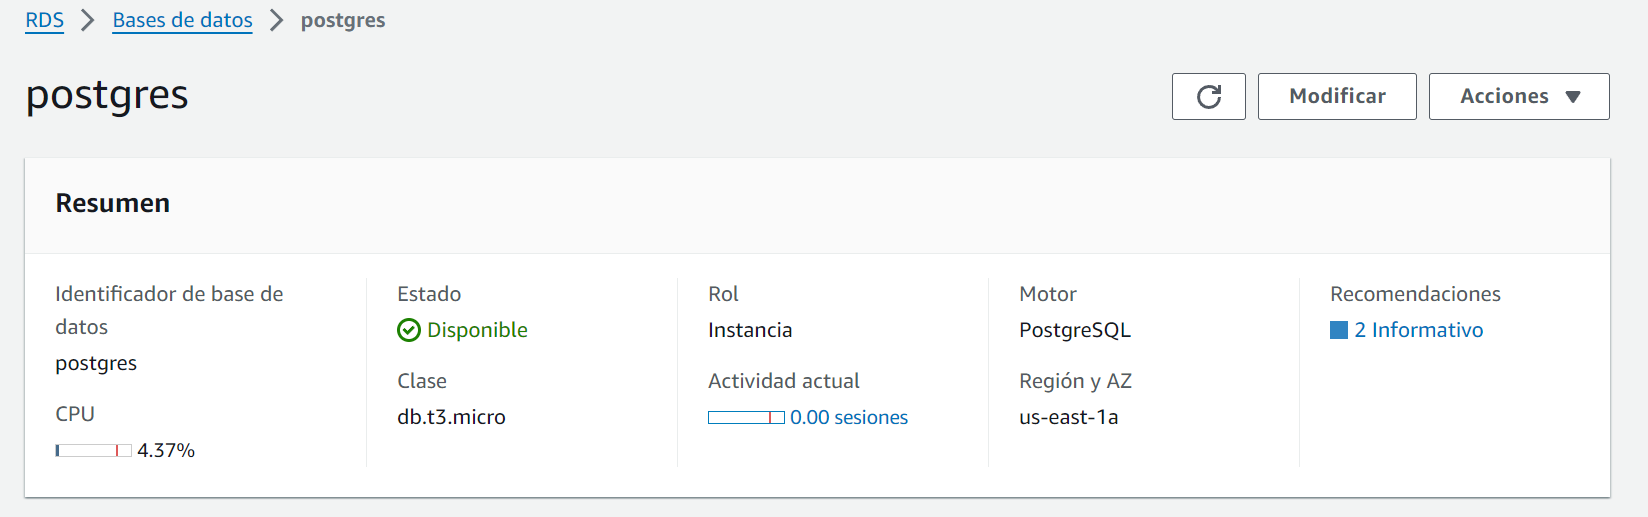 RDS > Bases de datos > postgres
postgres
Modificar
Acciones
Resumen
Identificador de base de
datos
postgres
CPU
4.37%
Estado
Disponible
Clase
db.t3.micro
Rol
Instancia
Actividad actual
0.00 sesiones
Motor
PostgreSQL
Región y AZ
us-east-1a
Recomendaciones
2 Informativo